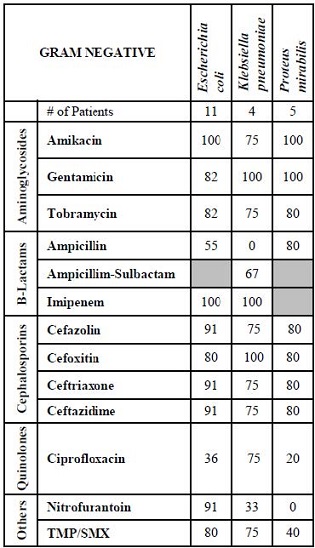 GRAM NEGATIVE
Escherichia coli
Klebsiella pneumoniae
Proteus mirabilis
# of Patients 11 4 5
Aminoglycosides
Amikacin 100 75 100
Gentamicin 82 100 100
Tobramycin 82 75 80
B-Lactams
Ampicillin 55 0 80
Ampicillim-Sulbactam 67
Imipenem 100 100
Cephalosporins
Cefazolin 91 75 80
Cefoxitin 80 100 80
Ceftriaxone 91 75 80
Ceftazidime 91 75 80
Quinolones
Ciprofloxacin 36 75 20
Others
Nitrofurantoin 91 33 0
TMP/SMX 80 75 40